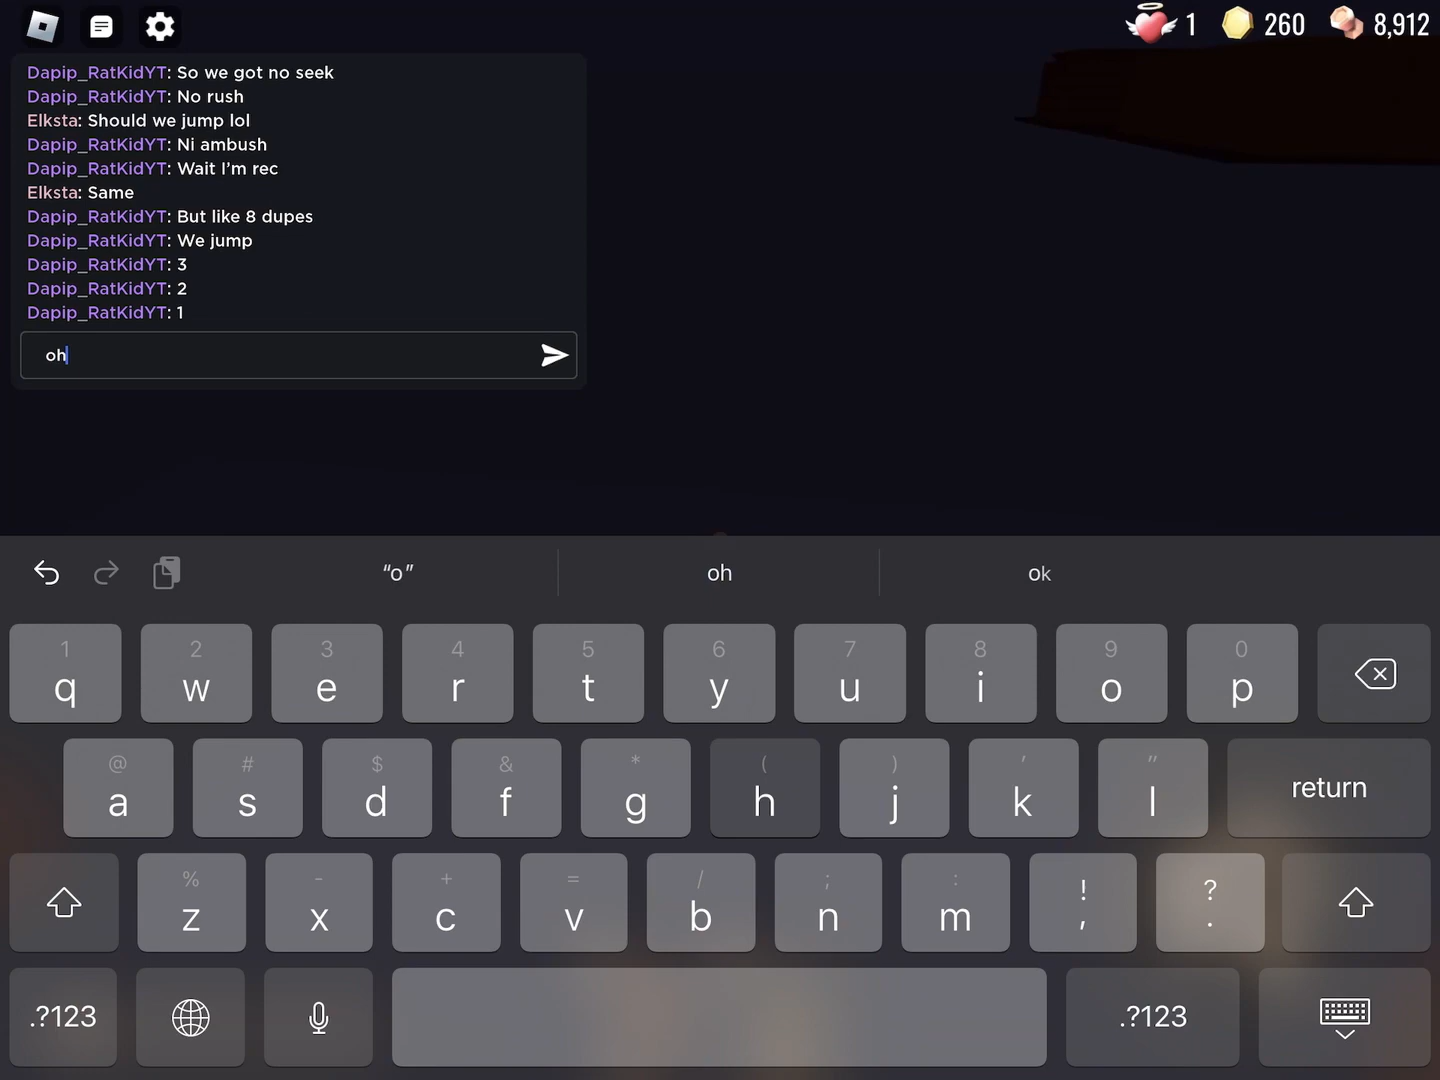 1 260 8,912
Dapip_RatKidYT: So we got no seek
Dapip_RatKidYT: No rush
Elksta: Should we jump lol
Dapip_RatKidYT: Ni ambush
Dapip_RatKidYT: Wait I’m rec
Elksta: Same
Dapip_RatKidYT: But like 8 dupes
Dapip_RatKidYT: We jump
Dapip_RatKidYT: 3
Dapip_RatKidYT: 2
Dapip_RatKidYT: 1
oh
“o” oh ok
1 2 3 4 5 6 7 8 9 0
q w e r t y u i o p
@ # $ & * ( ) ' "
a s d f g h j k l return
% - + = / ; : ! ?
z x c v b n m , .
.?123 .?123